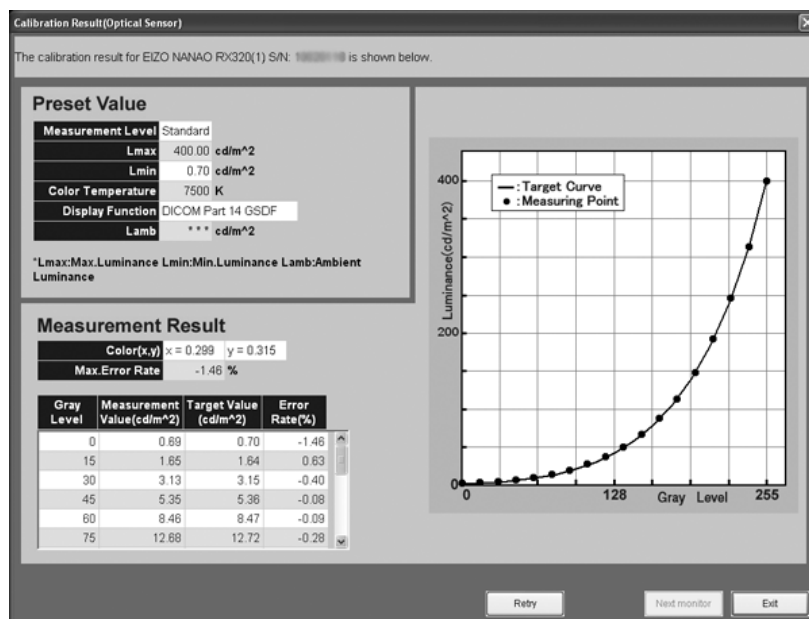 Calibration Result(Optical Sensor)
The calibration result for EIZO NANAO RX320(1) S/N: is shown below.
Preset Value
Measurement Level Standard
Lmax 400.00 cd/m^2
Lmin 0.70 cd/m^2
Color Temperature 7500 K
Display Function DICOM Part 14 GSDF
Lamb *** cd/m^2
*Lmax:Max.Luminance Lmin:Min.Luminance Lamb:Ambient
Luminance
Measurement Result
Color(x,y) x = 0.299 y = 0.315
Max.Error Rate -1.46 %
Gray Level Measurement Value(cd/m^2) Target Value (cd/m^2) Error Rate(%)
0 0.69 0.70 -1.46
15 1.65 1.64 0.63
30 3.13 3.15 -0.40
45 5.35 5.36 -0.08
60 8.46 8.47 -0.09
75 12.68 12.72 -0.28
Luminance(cd/m^2)
400
200
0
:Target Curve
:Measuring Point
0 128 Gray Level 255
Retry Next monitor Exit